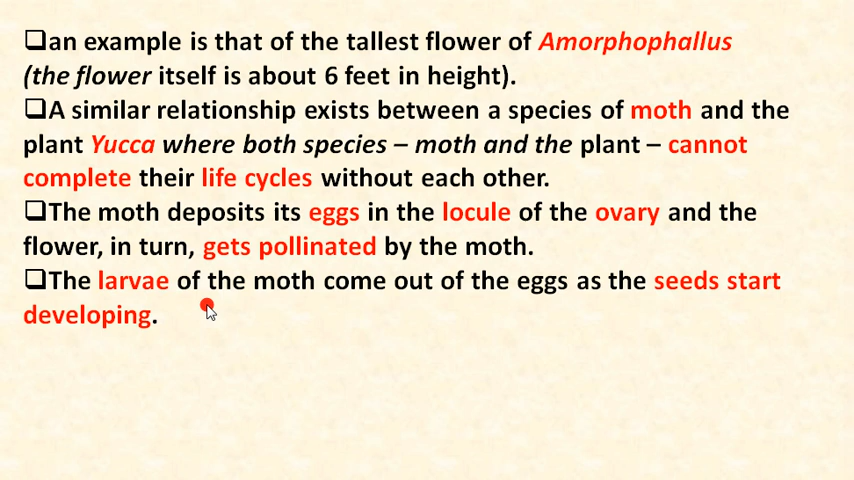 ❑an example is that of the tallest flower of Amorphophallus
(the flower itself is about 6 feet in height).
❑A similar relationship exists between a species of moth and the
plant Yucca where both species – moth and the plant – cannot
complete their life cycles without each other.
❑The moth deposits its eggs in the locule of the ovary and the
flower, in turn, gets pollinated by the moth.
❑The larvae of the moth come out of the eggs as the seeds start
developing.